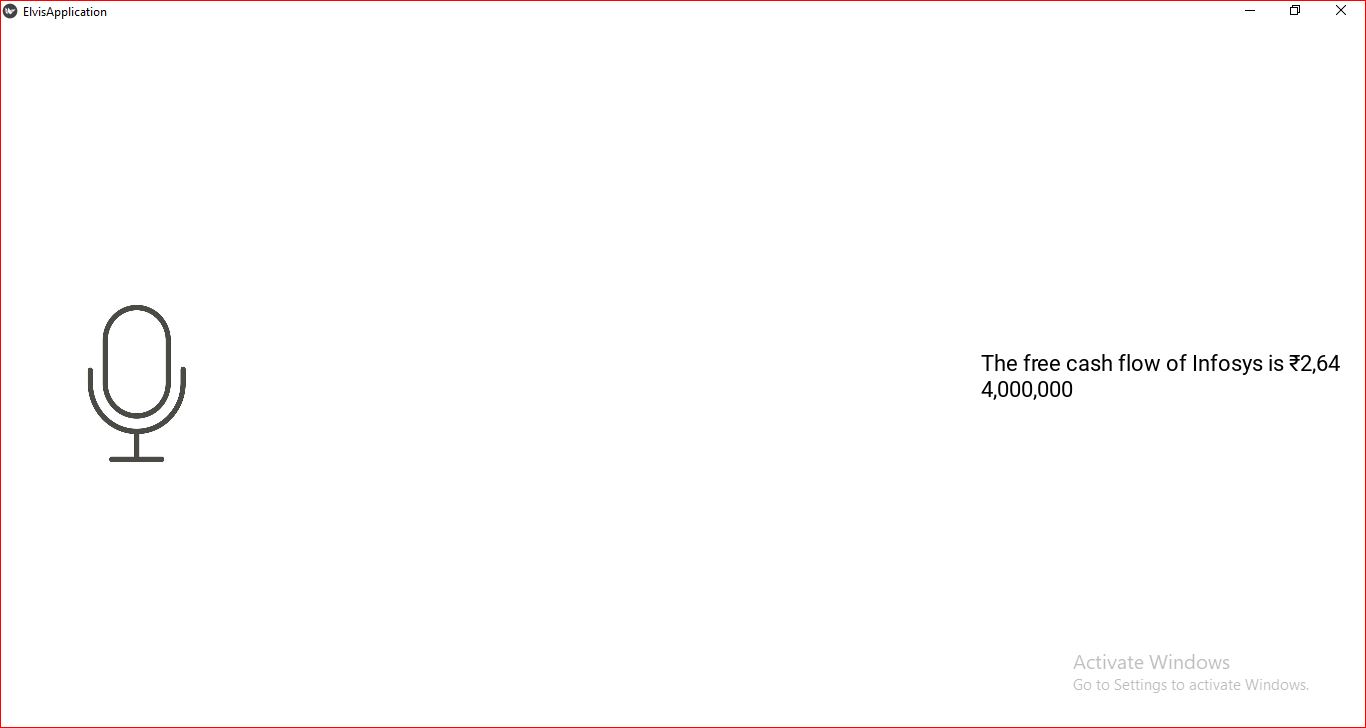 ElvisApplication
The free cash flow of Infosys is ₹2,64
4,000,000
Activate Windows
Go to Settings to activate Windows.